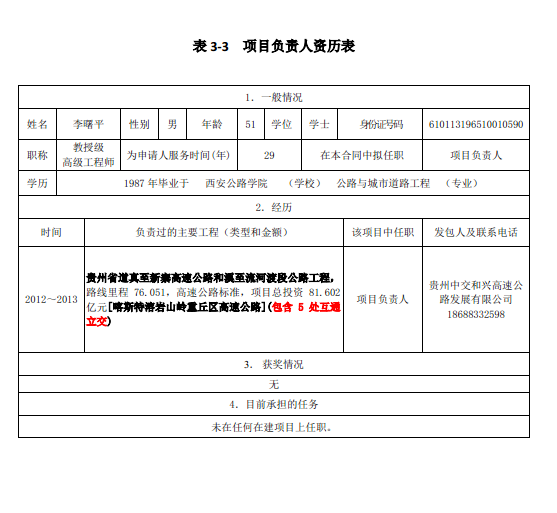 表 3-3 项目负责人资历表
1．一般情况
姓名 李曙平 性别 男 年龄 51 学位 学士 身份证号码 610113196510010590
职称 教授级
高级工程师 为申请人服务时间(年) 29 在本合同中拟任职 项目负责人
学历 1987 年毕业于 西安公路学院 （学校） 公路与城市道路工程 （专业）
2．经历
时间 负责过的主要工程（类型和金额） 该项目中任职 发包人及联系电话
2012～2013 贵州省道真至新寨高速公路和溪至流河渡段公路工程，
路线里程 76.051，高速公路标准，项目总投资 81.602
亿元[喀斯特溶岩山岭重丘区高速公路](包含 5 处互通
立交)
项目负责人
贵州中交和兴高速公
路发展有限公司
18688332598
3． 获奖情况
无
4．目前承担的任务
未在任何在建项目上任职。